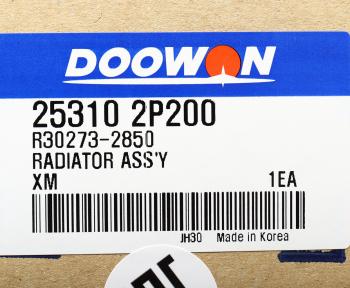 DOOWON
25310 2P200
R30273-2850
RADIATOR ASS'Y
XM 1EA
JH30 Made in Korea